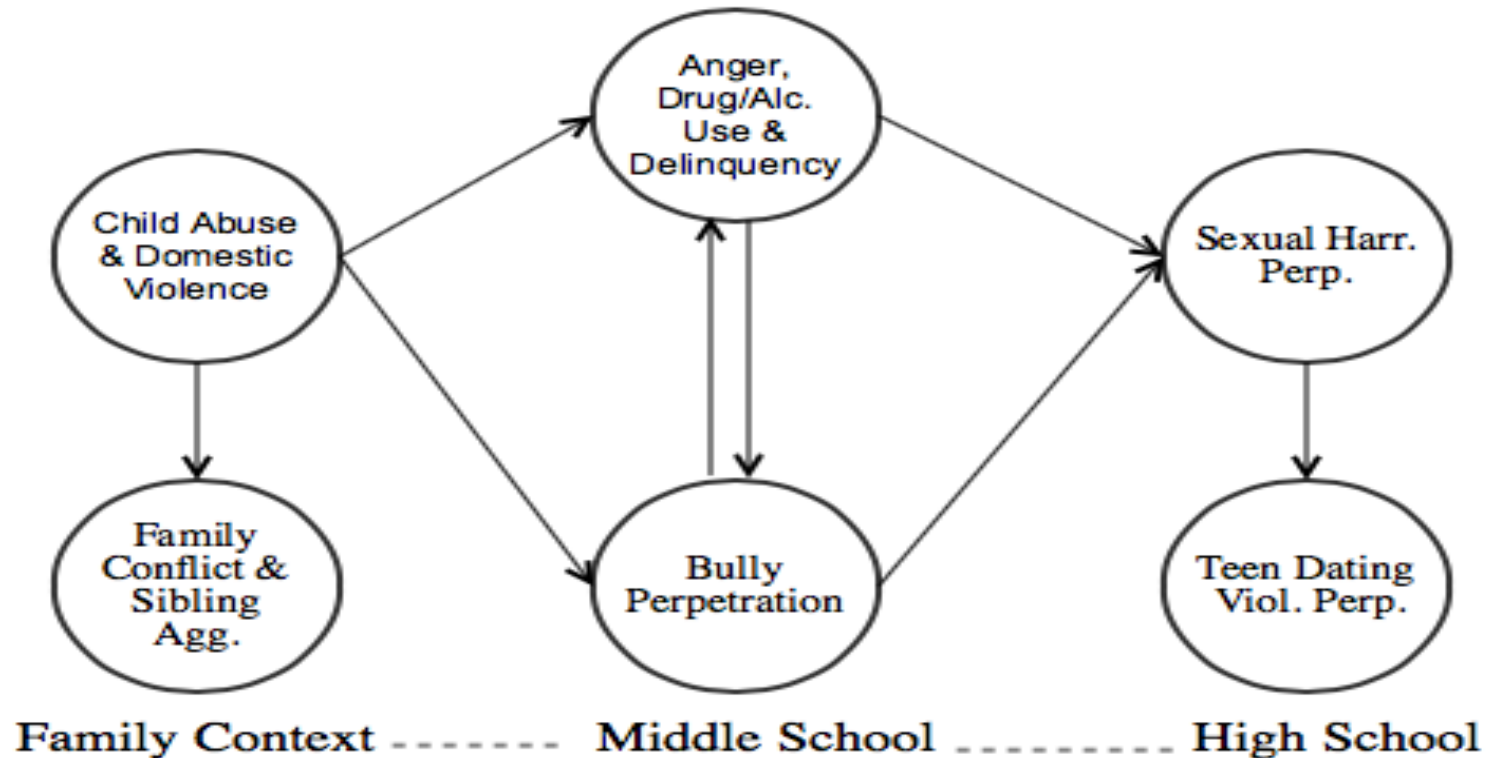 Anger,
Drug/Alc.
Use &
Delinquency
Child Abuse
& Domestic
Violence
Sexual Harr.
Perp.
Family
Conflict &
Sibling
Agg.
Bully
Perpetration
Teen Dating
Viol. Perp.
Family Context ------- Middle School --------- High School